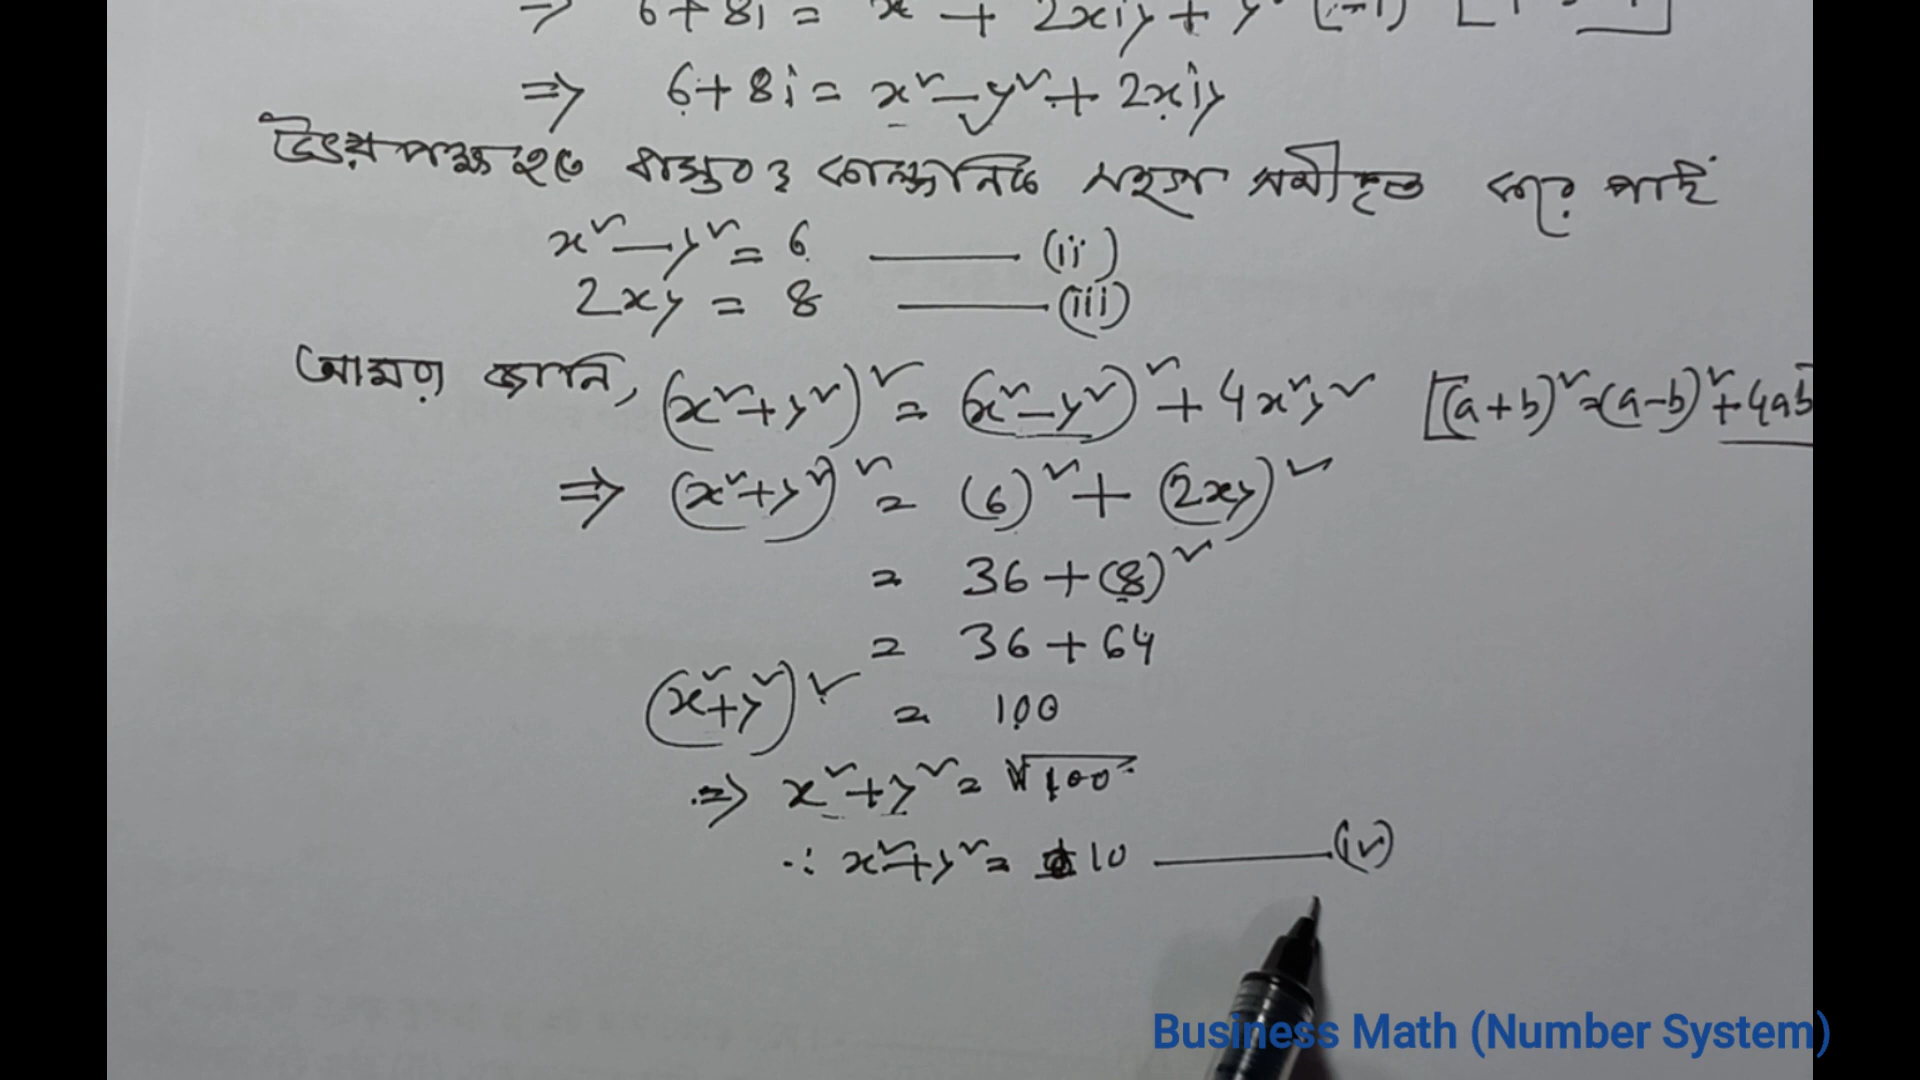 ⇒ 6+8i = x + 2xiy + y
⇒ 6+8i = x² − y² + 2xiy
উভয়পক্ষ হতে বাস্তব ও কাল্পনিক সংখ্যা সমীকৃত করে পাই
x² − y² = 6 ——— (ii)
2xy = 8 ——— (iii)
আমরা জানি, (x²+y²)² = (x²−y²)² + 4x²y² [(a+b)² = (a−b)² + 4ab
⇒ (x²+y²)² = (6)² + (2xy)²
= 36 + (8)²
= 36 + 64
(x²+y²)² = 100
⇒ x²+y² = √100
∴ x²+y² = 10 ——— (iv)
Business Math (Number System)